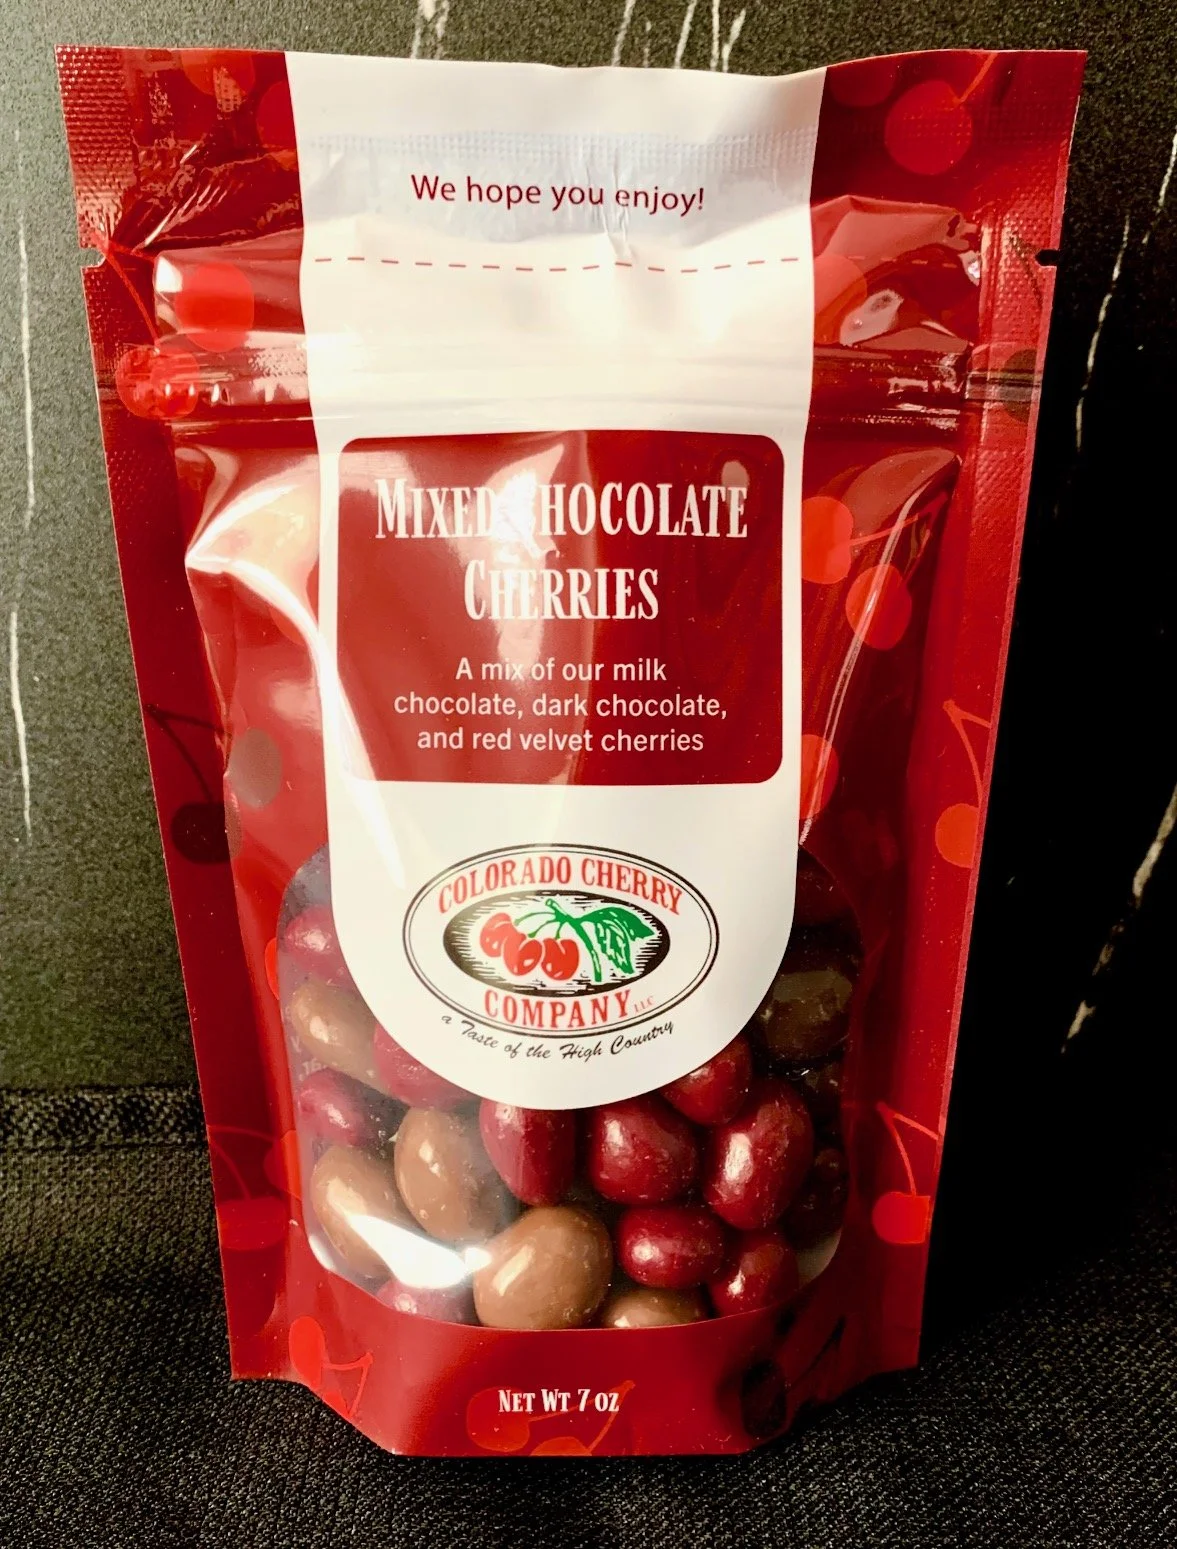 We hope you enjoy!
MIXED CHOCOLATE
CHERRIES
A mix of our milk
chocolate, dark chocolate,
and red velvet cherries
COLORADO CHERRY
COMPANY LLC
a Taste of the High Country
NET WT 7 OZ